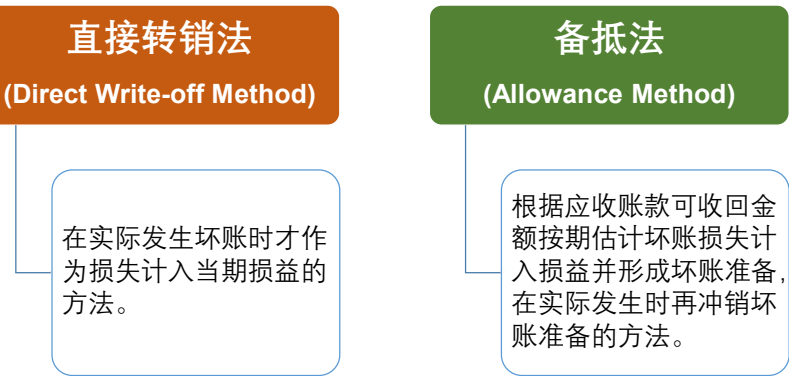 直接转销法
(Direct Write-off Method)
在实际发生坏账时才作
为损失计入当期损益的
方法。
备抵法
(Allowance Method)
根据应收账款可收回金
额按期估计坏账损失计
入损益并形成坏账准备,
在实际发生时再冲销坏
账准备的方法。